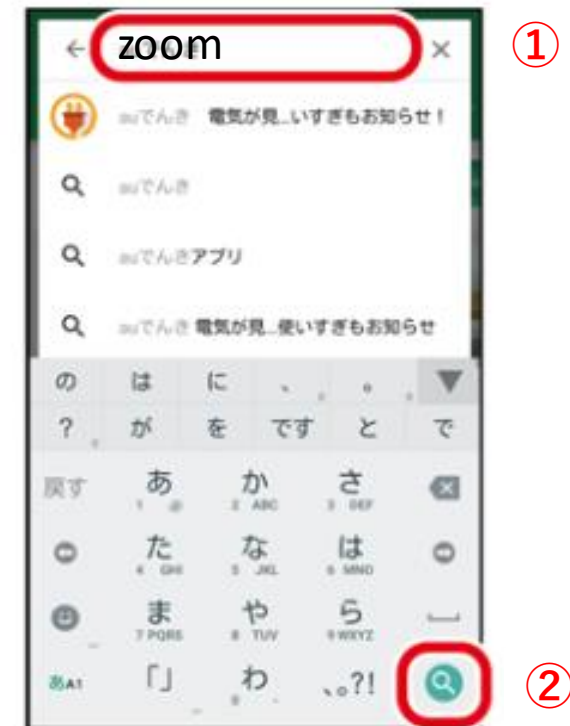 zoom ①
auでんき 電気が見...いすぎもお知らせ!
auでんき
auでんきアプリ
auでんき 電気が見...使いすぎもお知らせ
の は に 、 。
? が を です と で
戻す あ か さ
1 @ 2 ABC 3 DEF
た な は
4 GHI 5 JKL 6 MNO
ま や ら
7 PQRS 8 TUV 9 WXYZ
あA1 「」 わ 、。?! ②
0